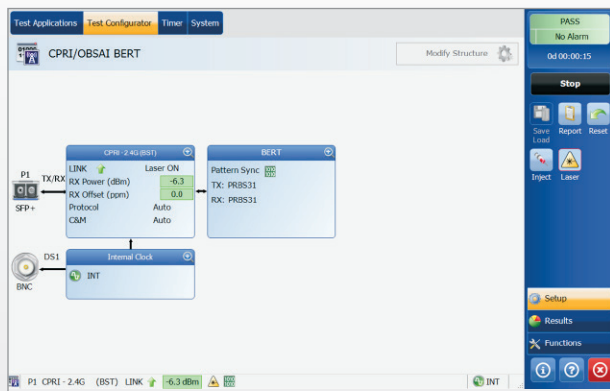 Test Applications Test Configurator Timer System
CPRI/OBSAI BERT
Modify Structure
CPRI - 2.4G (BST)
LINK Laser ON
RX Power (dBm) -6.3
RX Offset (ppm) 0.0
Protocol Auto
C&M Auto
BERT
Pattern Sync
TX: PRBS31
RX: PRBS31
P1 TX/RX
SFP+
Internal Clock
INT
DS1
BNC
P1 CPRI - 2.4G (BST) LINK -6.3 dBm INT
PASS
No Alarm
0d 00:00:15
Stop
Save Load Report Reset
Inject Laser
Setup
Results
Functions